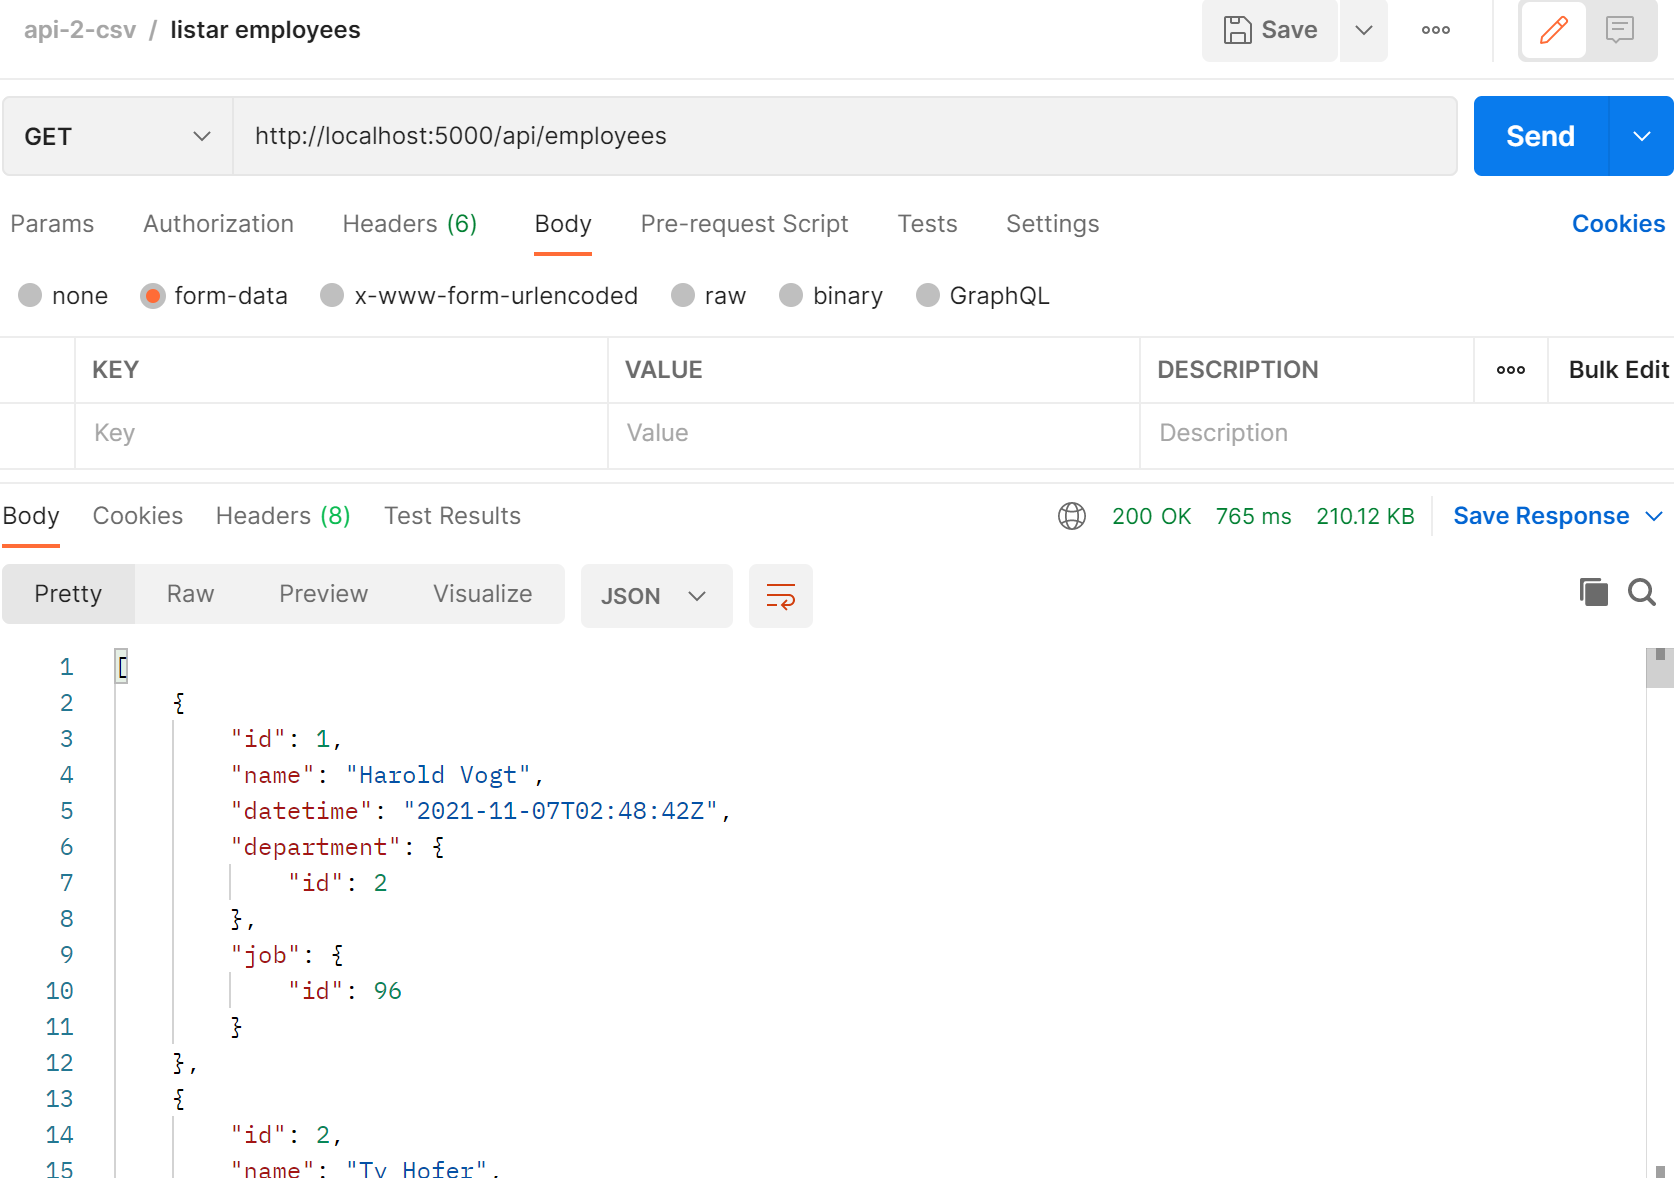 api-2-csv / listar employees
Save
GET
http://localhost:5000/api/employees
Send
Params Authorization Headers (6) Body Pre-request Script Tests Settings Cookies
none form-data x-www-form-urlencoded raw binary GraphQL
KEY VALUE DESCRIPTION ooo Bulk Edit
Key Value Description
Body Cookies Headers (8) Test Results 200 OK 765 ms 210.12 KB Save Response
Pretty Raw Preview Visualize JSON
1 [
2 {
3 "id": 1,
4 "name": "Harold Vogt",
5 "datetime": "2021-11-07T02:48:42Z",
6 "department": {
7 "id": 2
8 },
9 "job": {
10 "id": 96
11 }
12 },
13 {
14 "id": 2,
15 "name": "Ty Hofer",